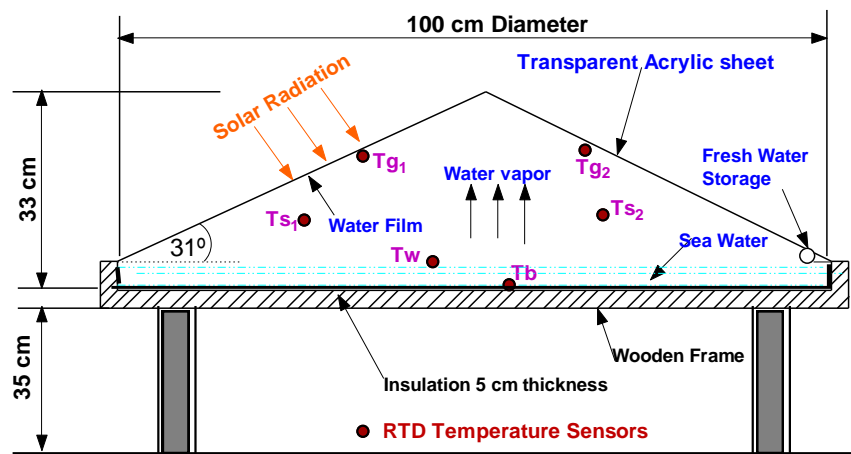 100 cm Diameter
Transparent Acrylic sheet
Solar Radiation
Tg₁
Tg₂
Fresh Water
Storage
33 cm
Water vapor
Ts₁
Water Film
Ts₂
31º
Sea Water
Tw
Tb
Wooden Frame
35 cm
Insulation 5 cm thickness
RTD Temperature Sensors